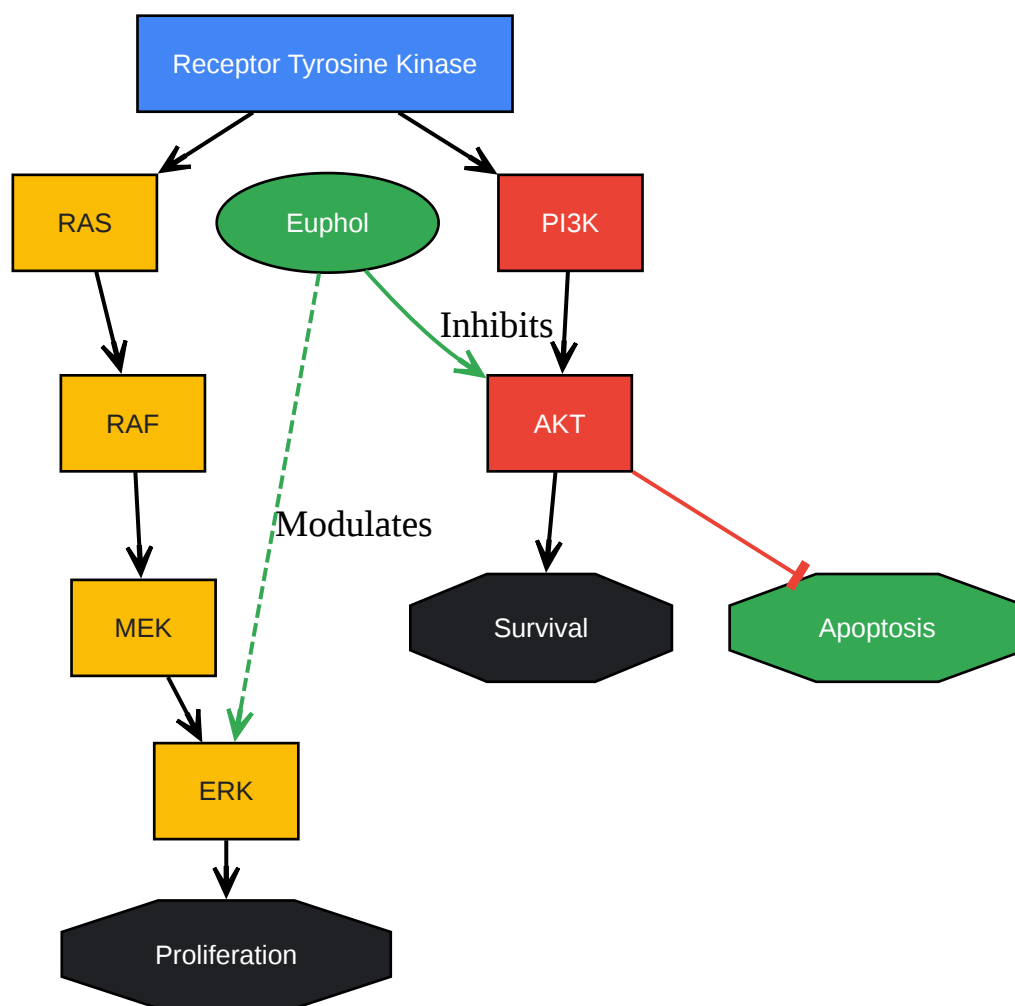 Receptor Tyrosine Kinase
RAS
Euphol
PI3K
Inhibits
RAF
AKT
Modulates
MEK
Survival
Apoptosis
ERK
Proliferation